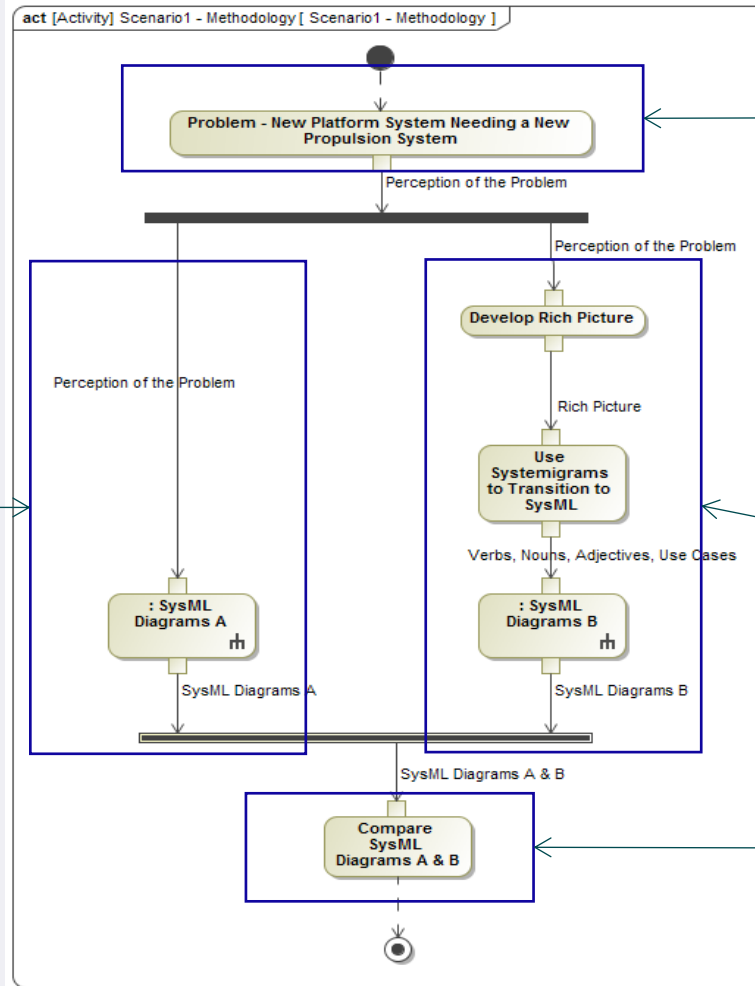 act [Activity] Scenario1 - Methodology [ Scenario1 - Methodology ]
Problem - New Platform System Needing a New
Propulsion System
Perception of the Problem
Perception of the Problem
Develop Rich Picture
Perception of the Problem
Rich Picture
Use
Systemigrams
to Transition to
SysML
Verbs, Nouns, Adjectives, Use Cases
: SysML
Diagrams A
: SysML
Diagrams B
SysML Diagrams A
SysML Diagrams B
SysML Diagrams A & B
Compare
SysML
Diagrams A & B